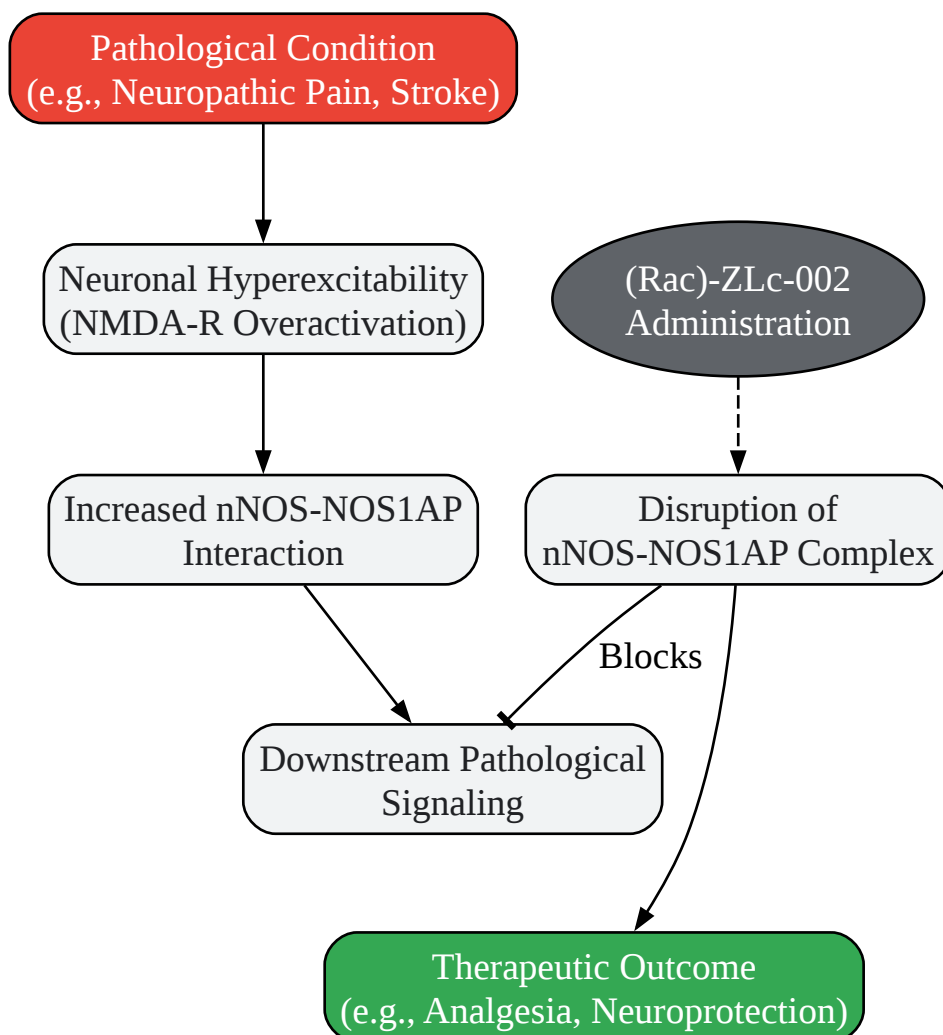 Pathological Condition
(e.g., Neuropathic Pain, Stroke)
Neuronal Hyperexcitability
(NMDA-R Overactivation)
(Rac)-ZLc-002
Administration
Increased nNOS-NOS1AP
Interaction
Disruption of
nNOS-NOS1AP Complex
Blocks
Downstream Pathological
Signaling
Therapeutic Outcome
(e.g., Analgesia, Neuroprotection)